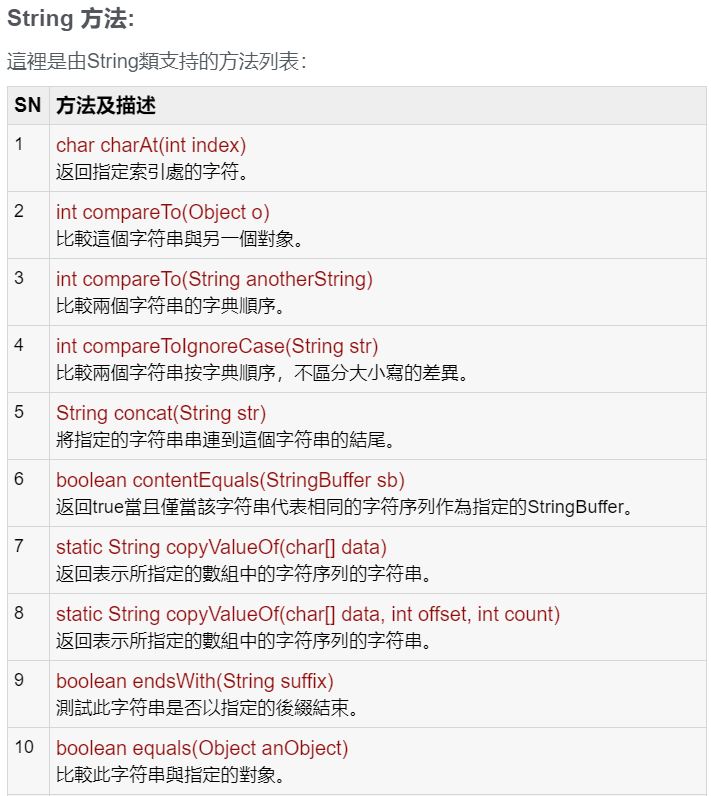 String 方法:
這裡是由String類支持的方法列表：
SN 方法及描述
1 char charAt(int index)
返回指定索引處的字符。
2 int compareTo(Object o)
比較這個字符串與另一個對象。
3 int compareTo(String anotherString)
比較兩個字符串的字典順序。
4 int compareToIgnoreCase(String str)
比較兩個字符串按字典順序，不區分大小寫的差異。
5 String concat(String str)
將指定的字符串串連到這個字符串的結尾。
6 boolean contentEquals(StringBuffer sb)
返回true當且僅當該字符串代表相同的字符序列作為指定的StringBuffer。
7 static String copyValueOf(char[] data)
返回表示所指定的數組中的字符序列的字符串。
8 static String copyValueOf(char[] data, int offset, int count)
返回表示所指定的數組中的字符序列的字符串。
9 boolean endsWith(String suffix)
測試此字符串是否以指定的後綴結束。
10 boolean equals(Object anObject)
比較此字符串與指定的對象。